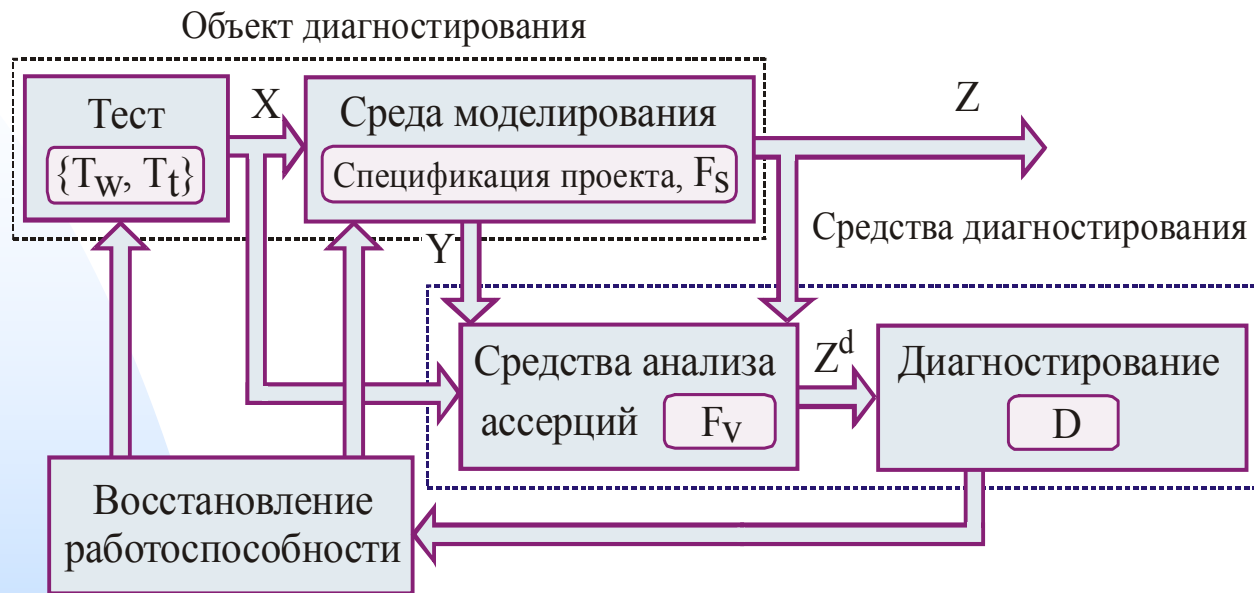 Объект диагностирования
Тест
{Tw, Tt}
X
Среда моделирования
Спецификация проекта, Fs
Z
Y
Средства диагностирования
Средства анализа
ассерций
Fv
Z^d
Диагностирование
D
Восстановление
работоспособности